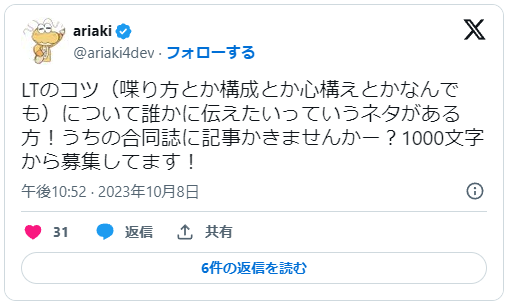 ariaki
@ariaki4dev · フォローする
LTのコツ（喋り方とか構成とか心構えとかなんで
も）について誰かに伝えたいっていうネタがある
方！うちの合同誌に記事かきませんかー？1000文字
から募集してます！
午後10:52 · 2023年10月8日
31 返信 共有
6件の返信を読む